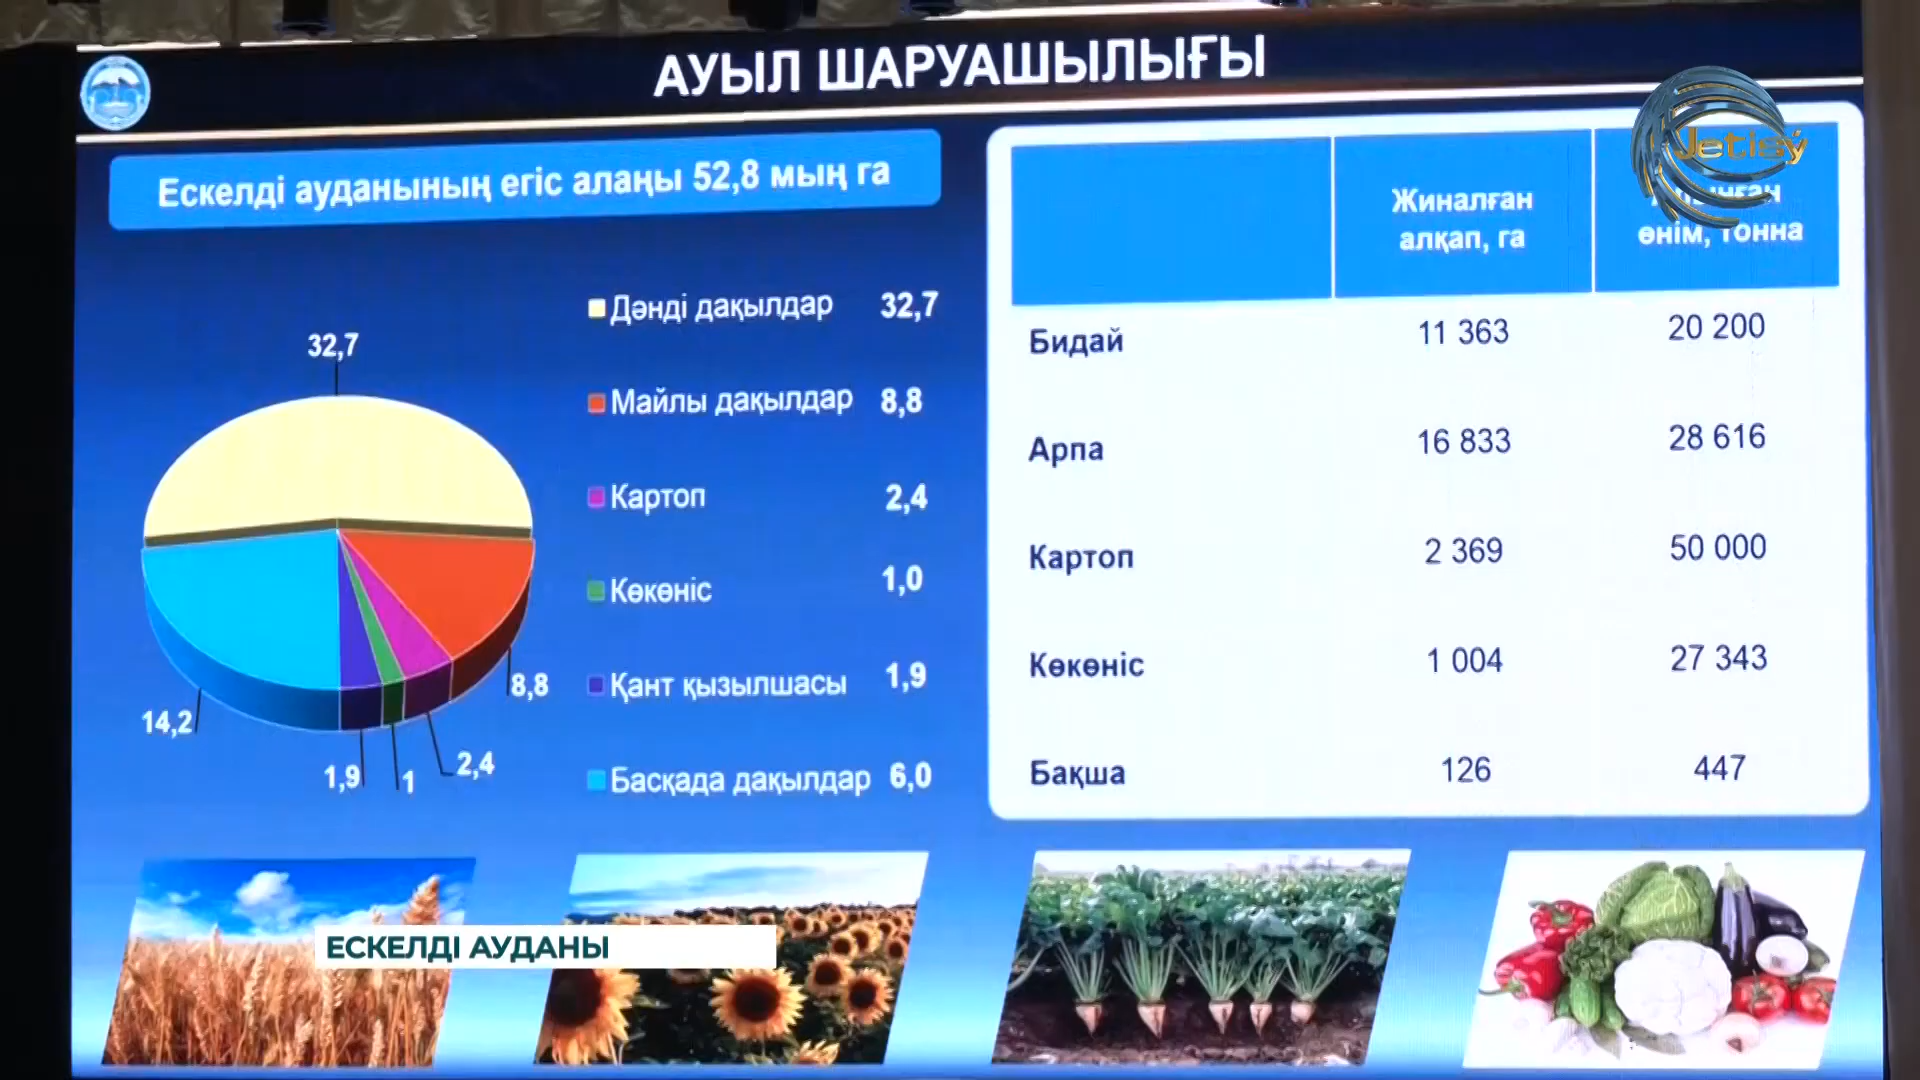 АУЫЛ ШАРУАШЫЛЫҒЫ
Jetisý
Ескелді ауданының егіс алаңы 52,8 мың га
32,7
14,2
1,9
1
2,4
8,8
Дәнді дақылдар 32,7
Майлы дақылдар 8,8
Картоп 2,4
Көкөніс 1,0
Қант қызылшасы 1,9
Басқада дақылдар 6,0
Жиналған
алқап, га
өнім, тонна
Бидай 11 363 20 200
Арпа 16 833 28 616
Картоп 2 369 50 000
Көкөніс 1 004 27 343
Бақша 126 447
ЕСКЕЛДІ АУДАНЫ